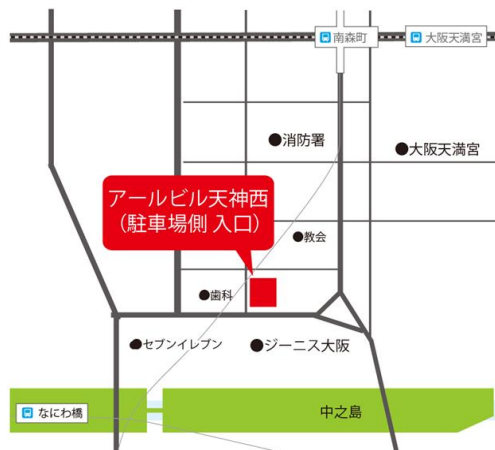 南森町
大阪天満宮
●消防署
●大阪天満宮
アールビル天神西
（駐車場側 入口）
●教会
●歯科
●セブンイレブン
●ジーニス大阪
なにわ橋
中之島